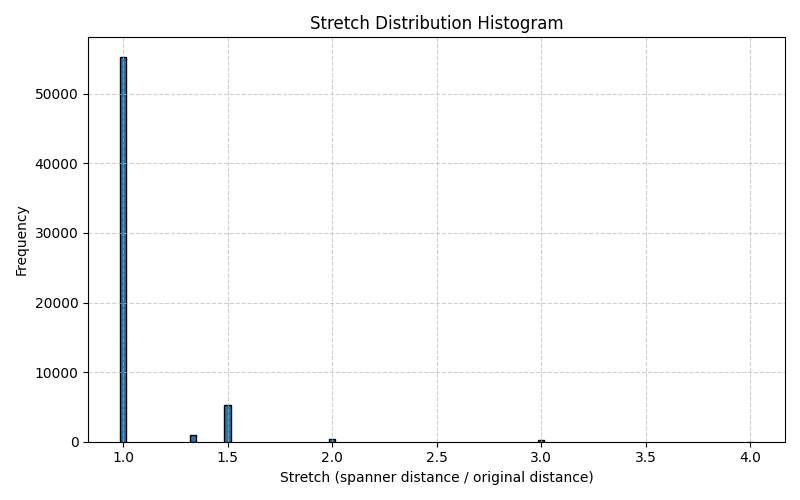 Stretch Distribution Histogram
Frequency
50000
40000
30000
20000
10000
0
1.0 1.5 2.0 2.5 3.0 3.5 4.0
Stretch (spanner distance / original distance)